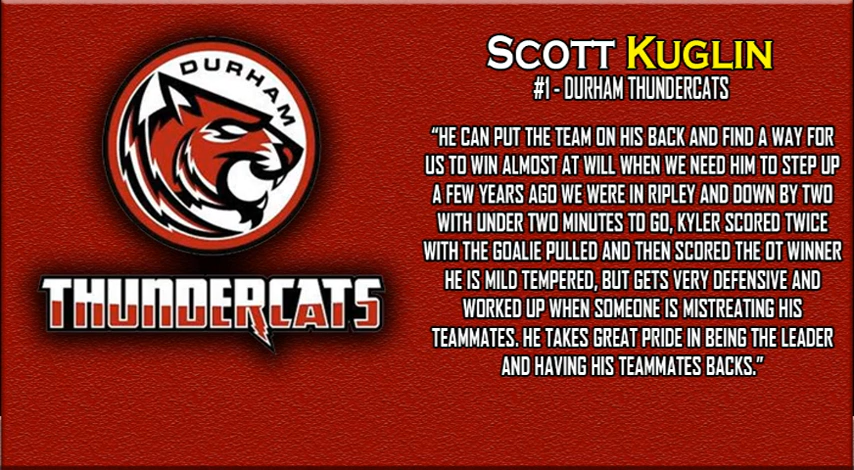 DURHAM
THUNDERCATS
SCOTT KUGLIN
#1 - DURHAM THUNDERCATS
“HE CAN PUT THE TEAM ON HIS BACK AND FIND A WAY FOR
US TO WIN ALMOST AT WILL WHEN WE NEED HIM TO STEP UP
A FEW YEARS AGO WE WERE IN RIPLEY AND DOWN BY TWO
WITH UNDER TWO MINUTES TO GO, KYLER SCORED TWICE
WITH THE GOALIE PULLED AND THEN SCORED THE OT WINNER
HE IS MILD TEMPERED, BUT GETS VERY DEFENSIVE AND
WORKED UP WHEN SOMEONE IS MISTREATING HIS
TEAMMATES. HE TAKES GREAT PRIDE IN BEING THE LEADER
AND HAVING HIS TEAMMATES BACKS.”